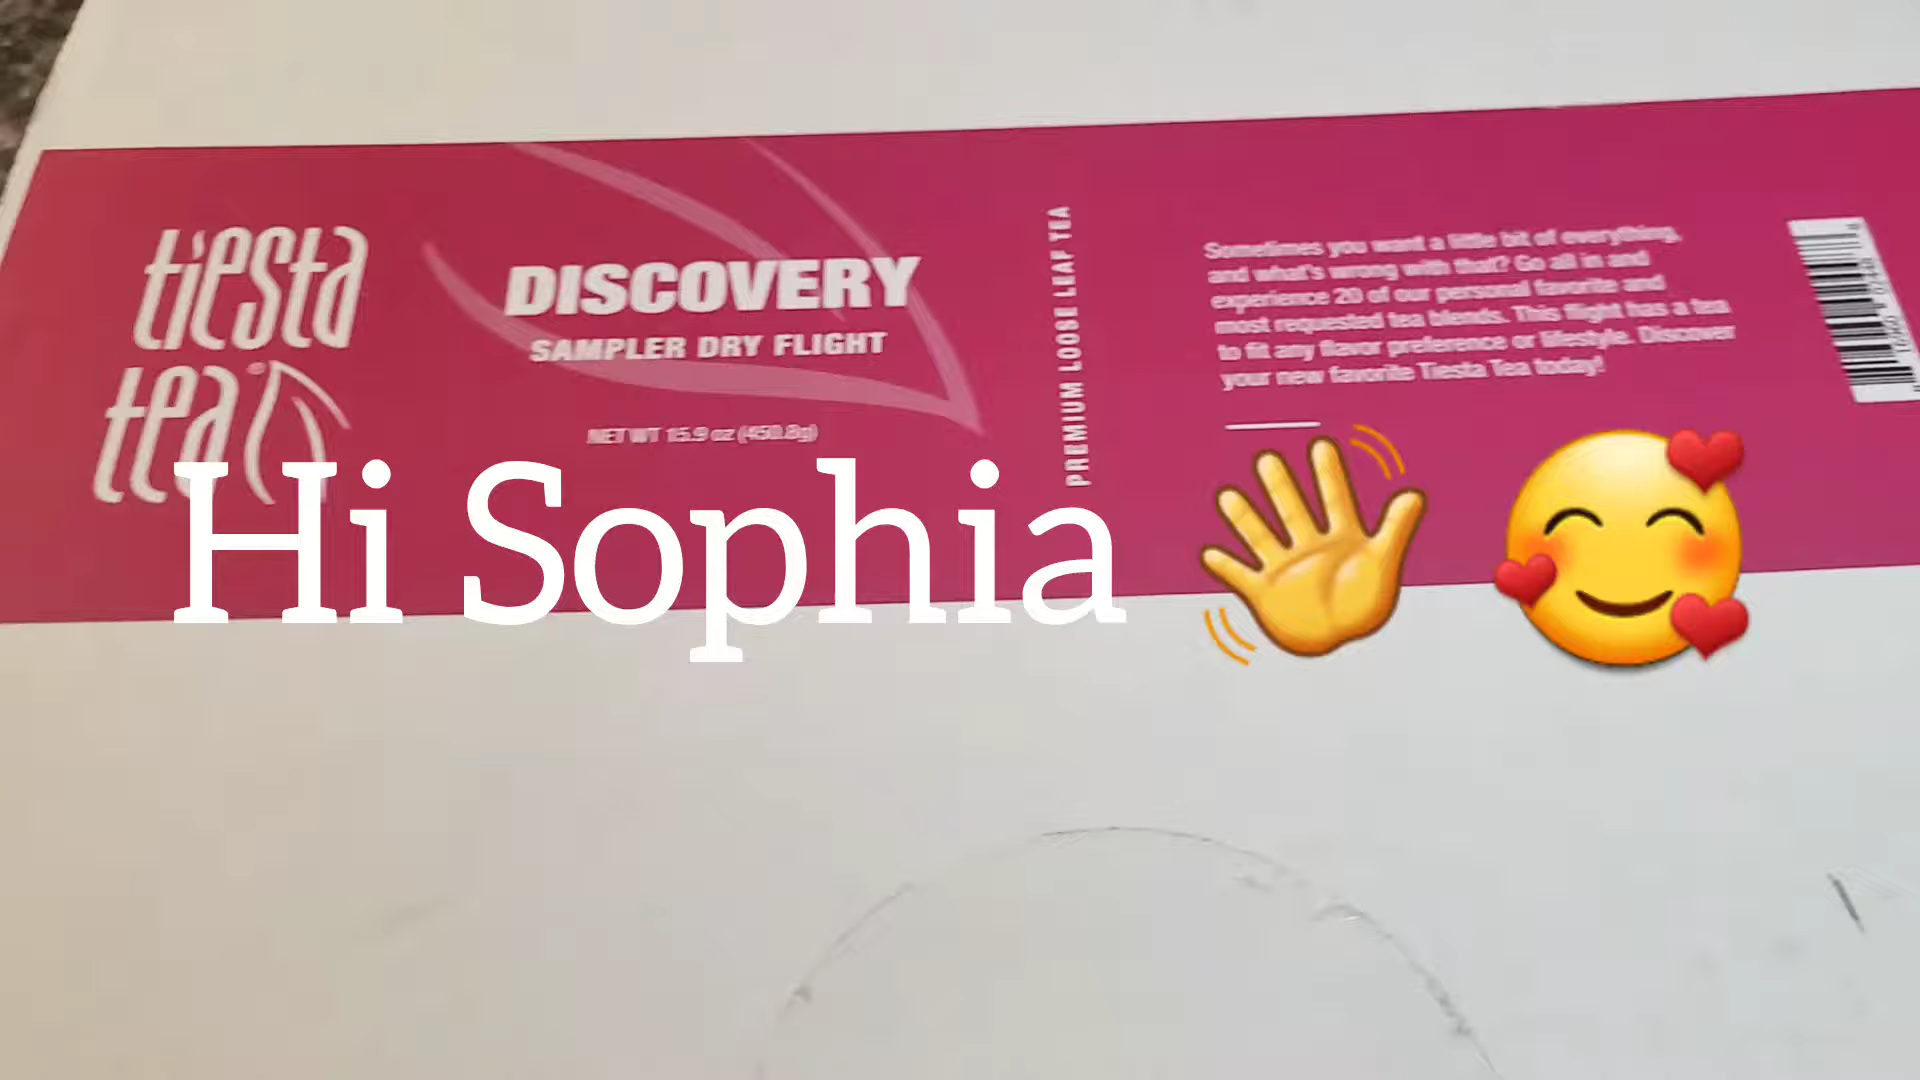 tiesta
tea
DISCOVERY
SAMPLER DRY FLIGHT
NET WT 15.9 oz (450.8g)
PREMIUM LOOSE LEAF TEA
Sometimes you want a little bit of everything,
and what's wrong with that? Go all in and
experience 20 of our personal favorite and
most requested tea blends. This flight has a tea
to fit any flavor preference or lifestyle. Discover
your new favorite Tiesta Tea today!
Hi Sophia 👋 🥰